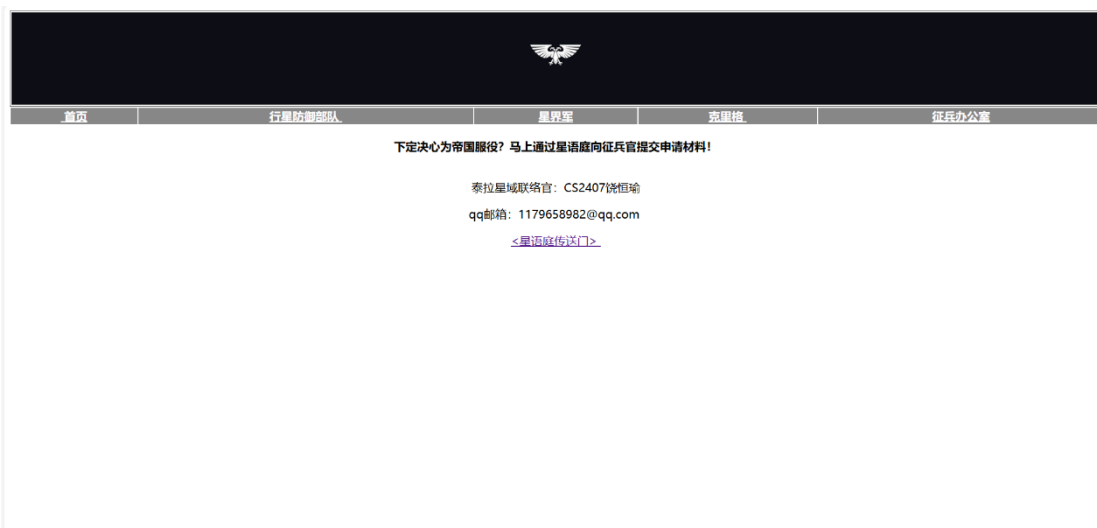 首页 行星防御部队 星界军 克里格 征兵办公室
下定决心为帝国服役？马上通过星语庭向征兵官提交申请材料！
泰拉星域联络官：CS2407饶恒瑜
qq邮箱：1179658982@qq.com
<星语庭传送门>